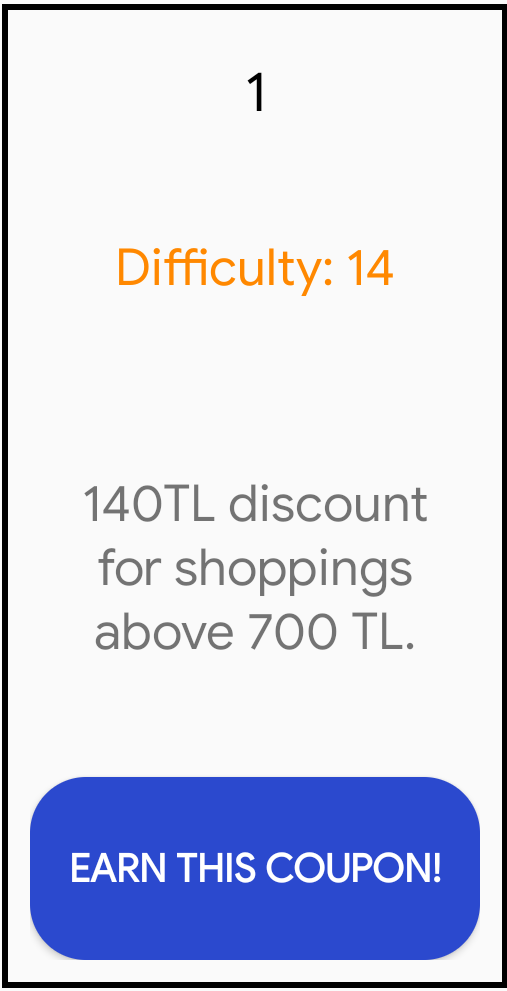 1
Difficulty: 14
140TL discount
for shoppings
above 700 TL.
EARN THIS COUPON!